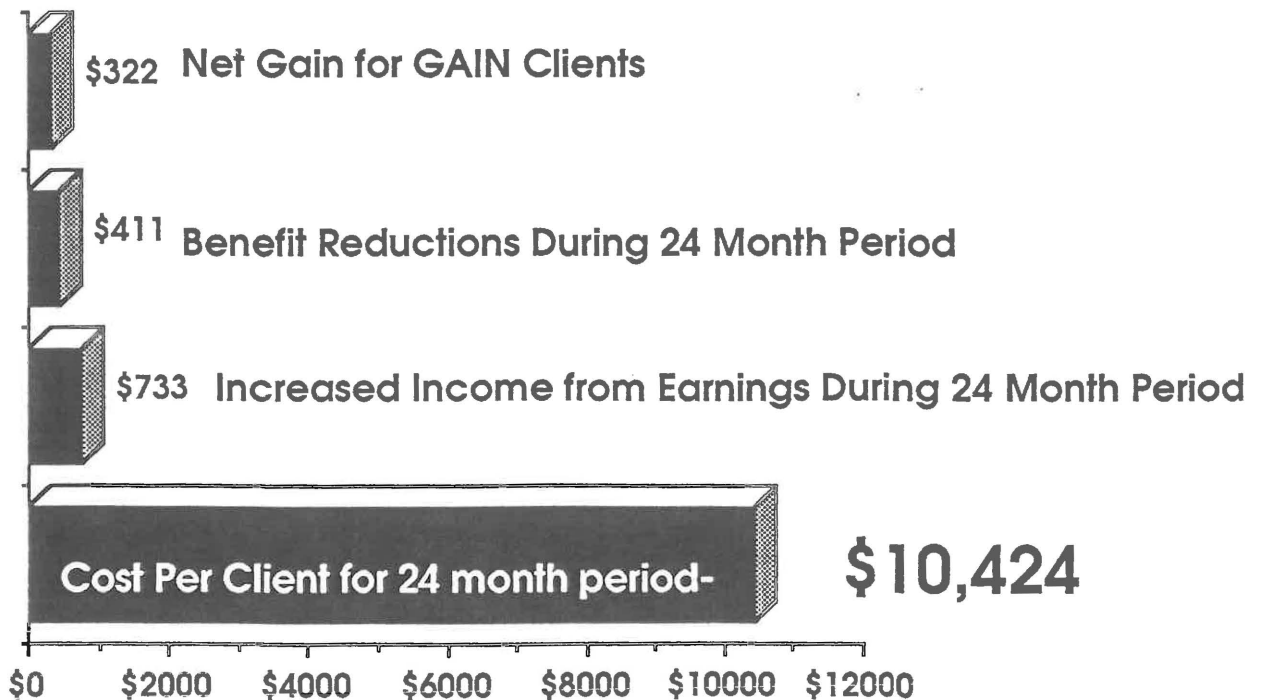 $322 Net Gain for GAIN Clients
$411 Benefit Reductions During 24 Month Period
$733 Increased Income from Earnings During 24 Month Period
Cost Per Client for 24 month period- $10,424
$0 $2000 $4000 $6000 $8000 $10000 $12000